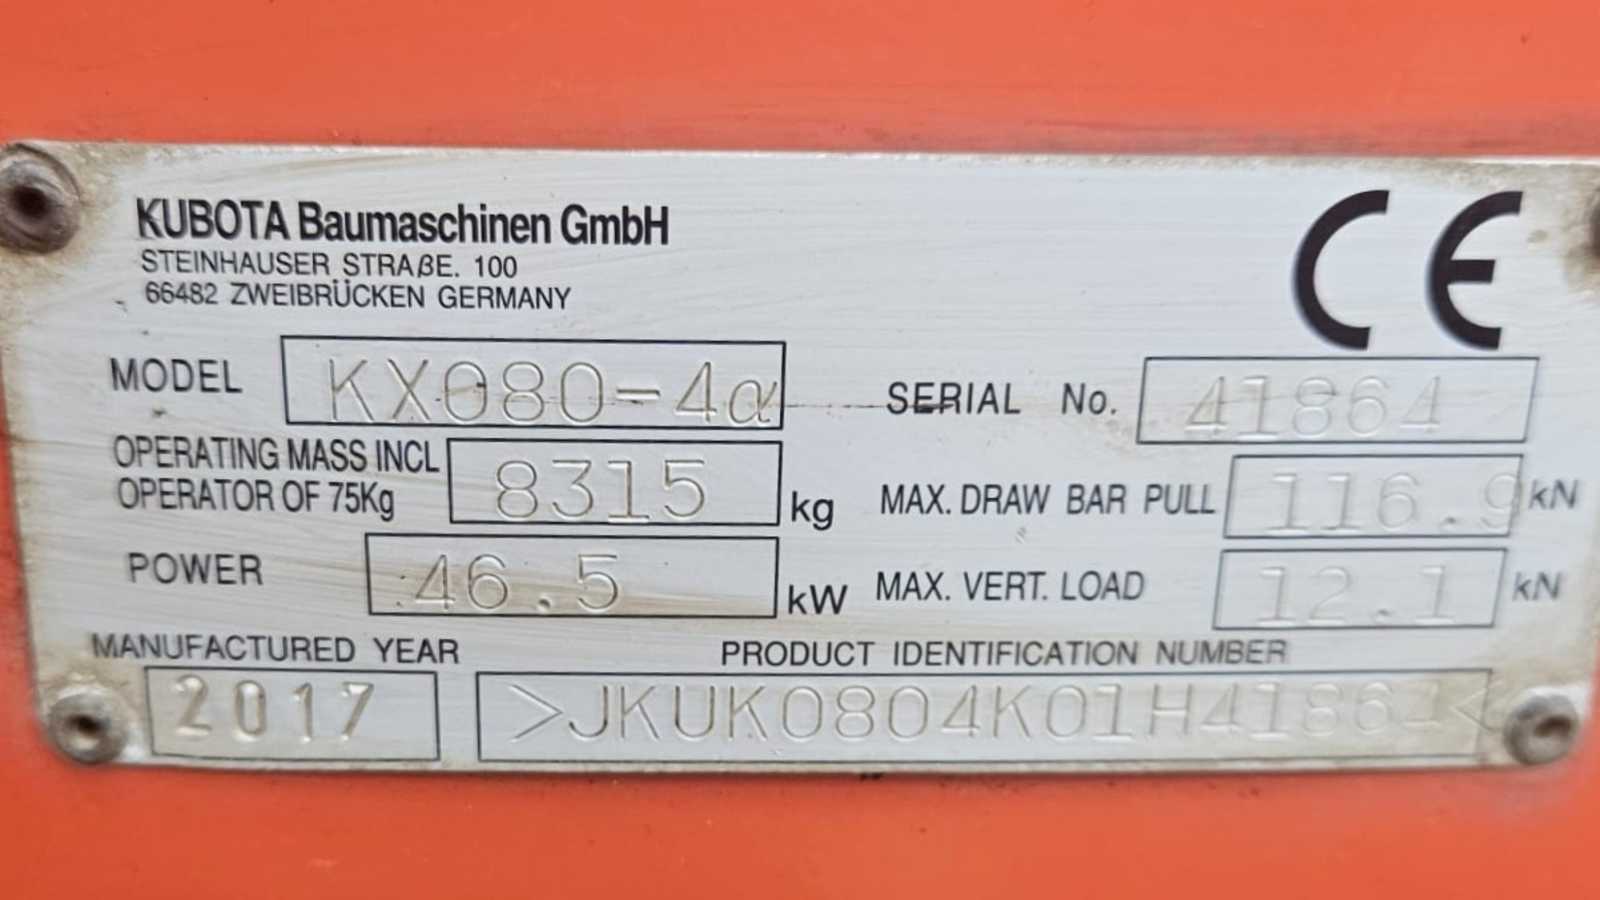 KUBOTA Baumaschinen GmbH
STEINHAUSER STRAßE. 100
66482 ZWEIBRÜCKEN GERMANY
CE
MODEL KX080-4α
SERIAL No. 41864
OPERATING MASS INCL
OPERATOR OF 75Kg 8315 kg
MAX. DRAW BAR PULL 116.9 kN
POWER 46.5 kW
MAX. VERT. LOAD 12.1 kN
MANUFACTURED YEAR
2017
PRODUCT IDENTIFICATION NUMBER
>JKUK0804K01H41864<